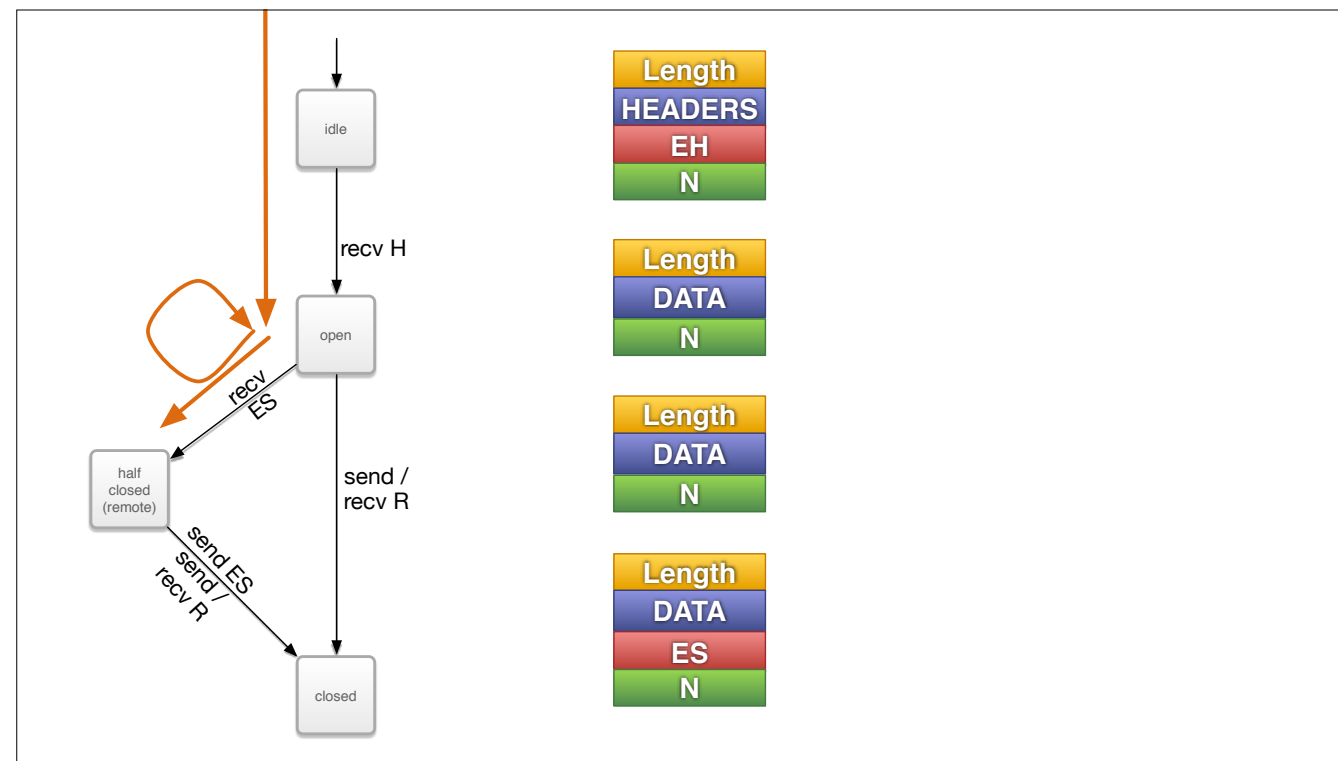 idle
recv H
open
recv
ES
half
closed
(remote)
send /
recv R
send ES
send /
recv R
closed
Length
HEADERS
EH
N
Length
DATA
N
Length
DATA
N
Length
DATA
ES
N